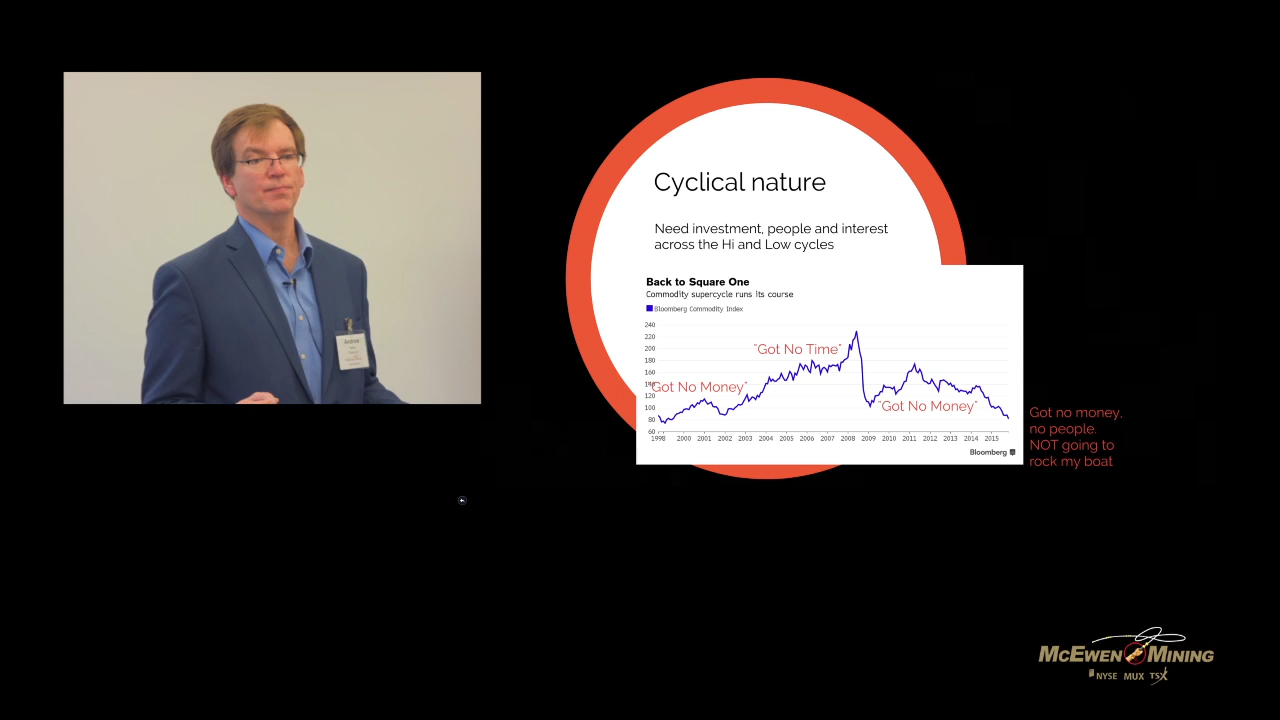 Andrew
Cyclical nature
Need investment, people and interest
across the Hi and Low cycles
Back to Square One
Commodity supercycle runs its course
Bloomberg Commodity Index
240
220
200
180
160
140
120
100
80
60
"Got No Time"
"Got No Money"
"Got No Money"
1998 2000 2001 2002 2003 2004 2005 2006 2007 2008 2009 2010 2011 2012 2013 2014 2015
Bloomberg
Got no money,
no people.
NOT going to
rock my boat
McEwen Mining
NYSE MUX TSX